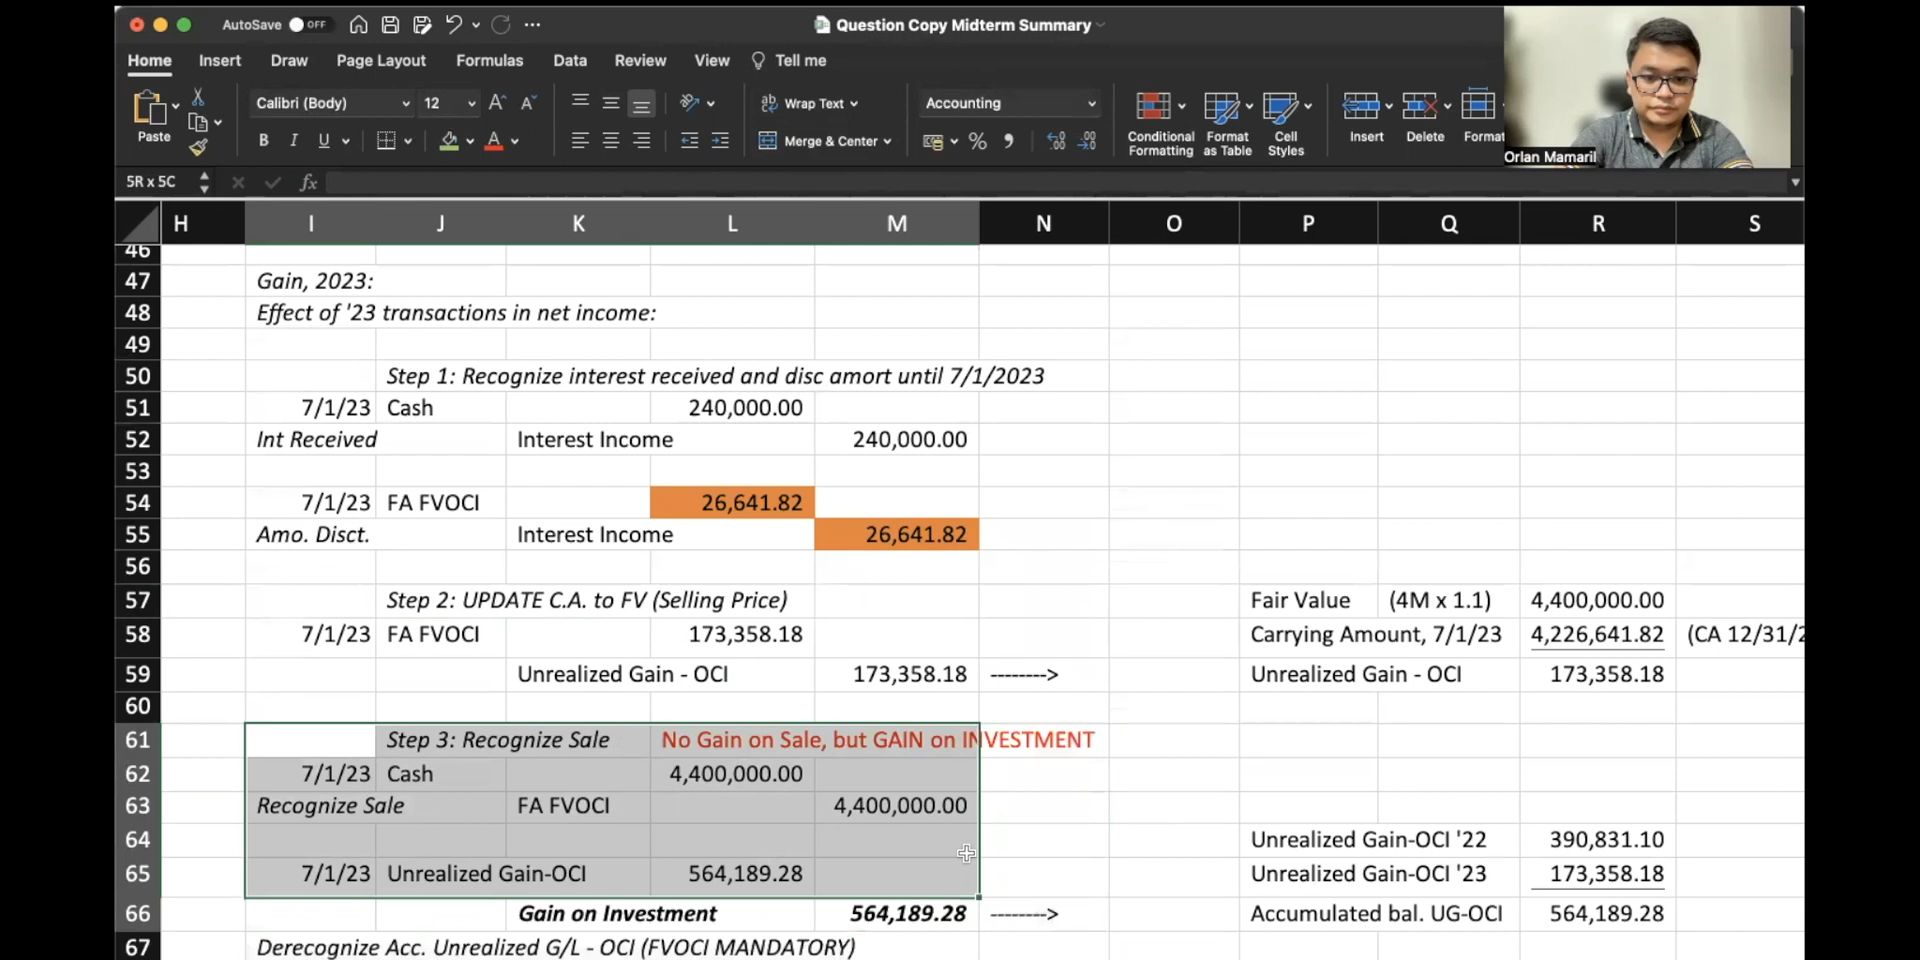 AutoSave OFF
Question Copy Midterm Summary
Home Insert Draw Page Layout Formulas Data Review View Tell me
Paste
Calibri (Body) 12
Wrap Text
Accounting
B I U
Merge & Center
Conditional Formatting
Format as Table
Cell Styles
Insert
Delete
Format
Orlan Mamaril
5R x 5C fx
H I J K L M N O P Q R S
46
47 Gain, 2023:
48 Effect of '23 transactions in net income:
49
50 Step 1: Recognize interest received and disc amort until 7/1/2023
51 7/1/23 Cash 240,000.00
52 Int Received Interest Income 240,000.00
53
54 7/1/23 FA FVOCI 26,641.82
55 Amo. Disct. Interest Income 26,641.82
56
57 Step 2: UPDATE C.A. to FV (Selling Price) Fair Value (4M x 1.1) 4,400,000.00
58 7/1/23 FA FVOCI 173,358.18 Carrying Amount, 7/1/23 4,226,641.82 (CA 12/31/2
59 Unrealized Gain - OCI 173,358.18 --------> Unrealized Gain - OCI 173,358.18
60
61 Step 3: Recognize Sale No Gain on Sale, but GAIN on INVESTMENT
62 7/1/23 Cash 4,400,000.00
63 Recognize Sale FA FVOCI 4,400,000.00
64 Unrealized Gain-OCI '22 390,831.10
65 7/1/23 Unrealized Gain-OCI 564,189.28 Unrealized Gain-OCI '23 173,358.18
66 Gain on Investment 564,189.28 --------> Accumulated bal. UG-OCI 564,189.28
67 Derecognize Acc. Unrealized G/L - OCI (FVOCI MANDATORY)